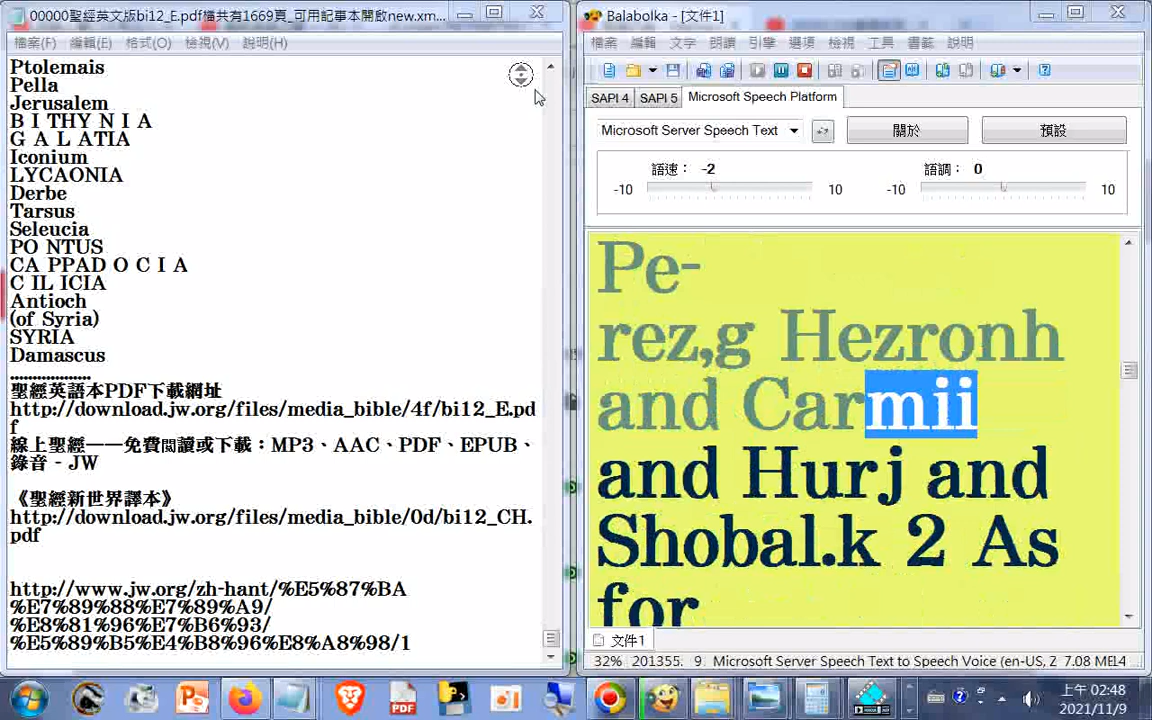 00000聖經英文版bi12_E.pdf檔共有1669頁_可用記事本開啟new.xm...
檔案(F) 編輯(E) 格式(O) 檢視(V) 說明(H)
Ptolemais
Pella
Jerusalem
B I THY N I A
G A L ATIA
Iconium
LYCAONIA
Derbe
Tarsus
Seleucia
PO NTUS
CA PPAD O C I A
C IL ICIA
Antioch
(of Syria)
SYRIA
Damascus
..................
聖經英語本PDF下載網址
http://download.jw.org/files/media_bible/4f/bi12_E.pd
f
線上聖經——免費閱讀或下載：MP3、AAC、PDF、EPUB、
錄音 - JW
《聖經新世界譯本》
http://download.jw.org/files/media_bible/0d/bi12_CH.
pdf
http://www.jw.org/zh-hant/%E5%87%BA
%E7%89%88%E7%89%A9/
%E8%81%96%E7%B6%93/
%E5%89%B5%E4%B8%96%E8%A8%98/1
Balabolka - [文件1]
檔案 編輯 文字 朗讀 引擎 選項 檢視 工具 書籤 說明
SAPI 4 SAPI 5 Microsoft Speech Platform
Microsoft Server Speech Text 關於 預設
語速： -2 語調： 0
-10 10 -10 10
Pe-
rez,g Hezronh
and Carmii
and Hurj and
Shobal.k 2 As
for
文件1
32% 201355. 9 Microsoft Server Speech Text to Speech Voice (en-US, 2 7.08 ME14
PDF
上午 02:48
2021/11/9